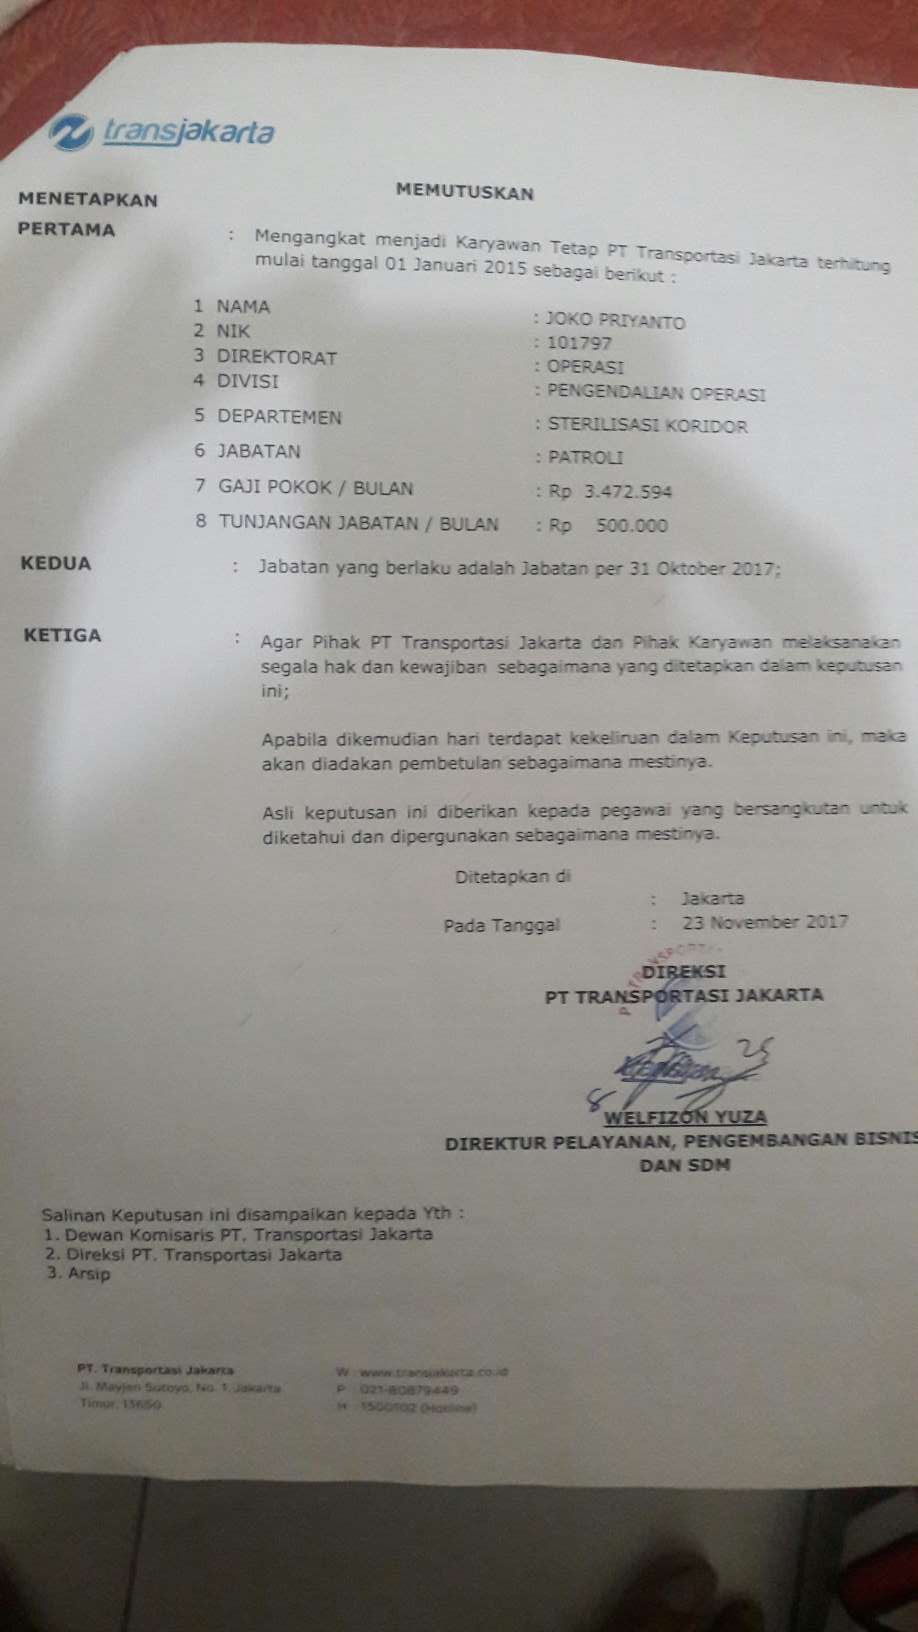 transjakarta
MEMUTUSKAN
MENETAPKAN
PERTAMA : Mengangkat menjadi Karyawan Tetap PT Transportasi Jakarta terhitung
mulai tanggal 01 Januari 2015 sebagai berikut :
1 NAMA : JOKO PRIYANTO
2 NIK : 101797
3 DIREKTORAT : OPERASI
4 DIVISI : PENGENDALIAN OPERASI
5 DEPARTEMEN : STERILISASI KORIDOR
6 JABATAN : PATROLI
7 GAJI POKOK / BULAN : Rp 3.472.594
8 TUNJANGAN JABATAN / BULAN : Rp 500.000
KEDUA : Jabatan yang berlaku adalah Jabatan per 31 Oktober 2017;
KETIGA : Agar Pihak PT Transportasi Jakarta dan Pihak Karyawan melaksanakan
segala hak dan kewajiban sebagaimana yang ditetapkan dalam keputusan
ini;
Apabila dikemudian hari terdapat kekeliruan dalam Keputusan ini, maka
akan diadakan pembetulan sebagaimana mestinya.
Asli keputusan ini diberikan kepada pegawai yang bersangkutan untuk
diketahui dan dipergunakan sebagaimana mestinya.
Ditetapkan di : Jakarta
Pada Tanggal : 23 November 2017
DIREKSI
PT TRANSPORTASI JAKARTA
WELFIZON YUZA
DIREKTUR PELAYANAN, PENGEMBANGAN BISNIS
DAN SDM
Salinan Keputusan ini disampaikan kepada Yth :
1. Dewan Komisaris PT. Transportasi Jakarta
2. Direksi PT. Transportasi Jakarta
3. Arsip
PT. Transportasi Jakarta
Jl. Mayjen Sutoyo, No. 1, Jakarta
Timur, 13650
W : www.transjakarta.co.id
P : 021-80879449
H : 1500102 (Hotline)